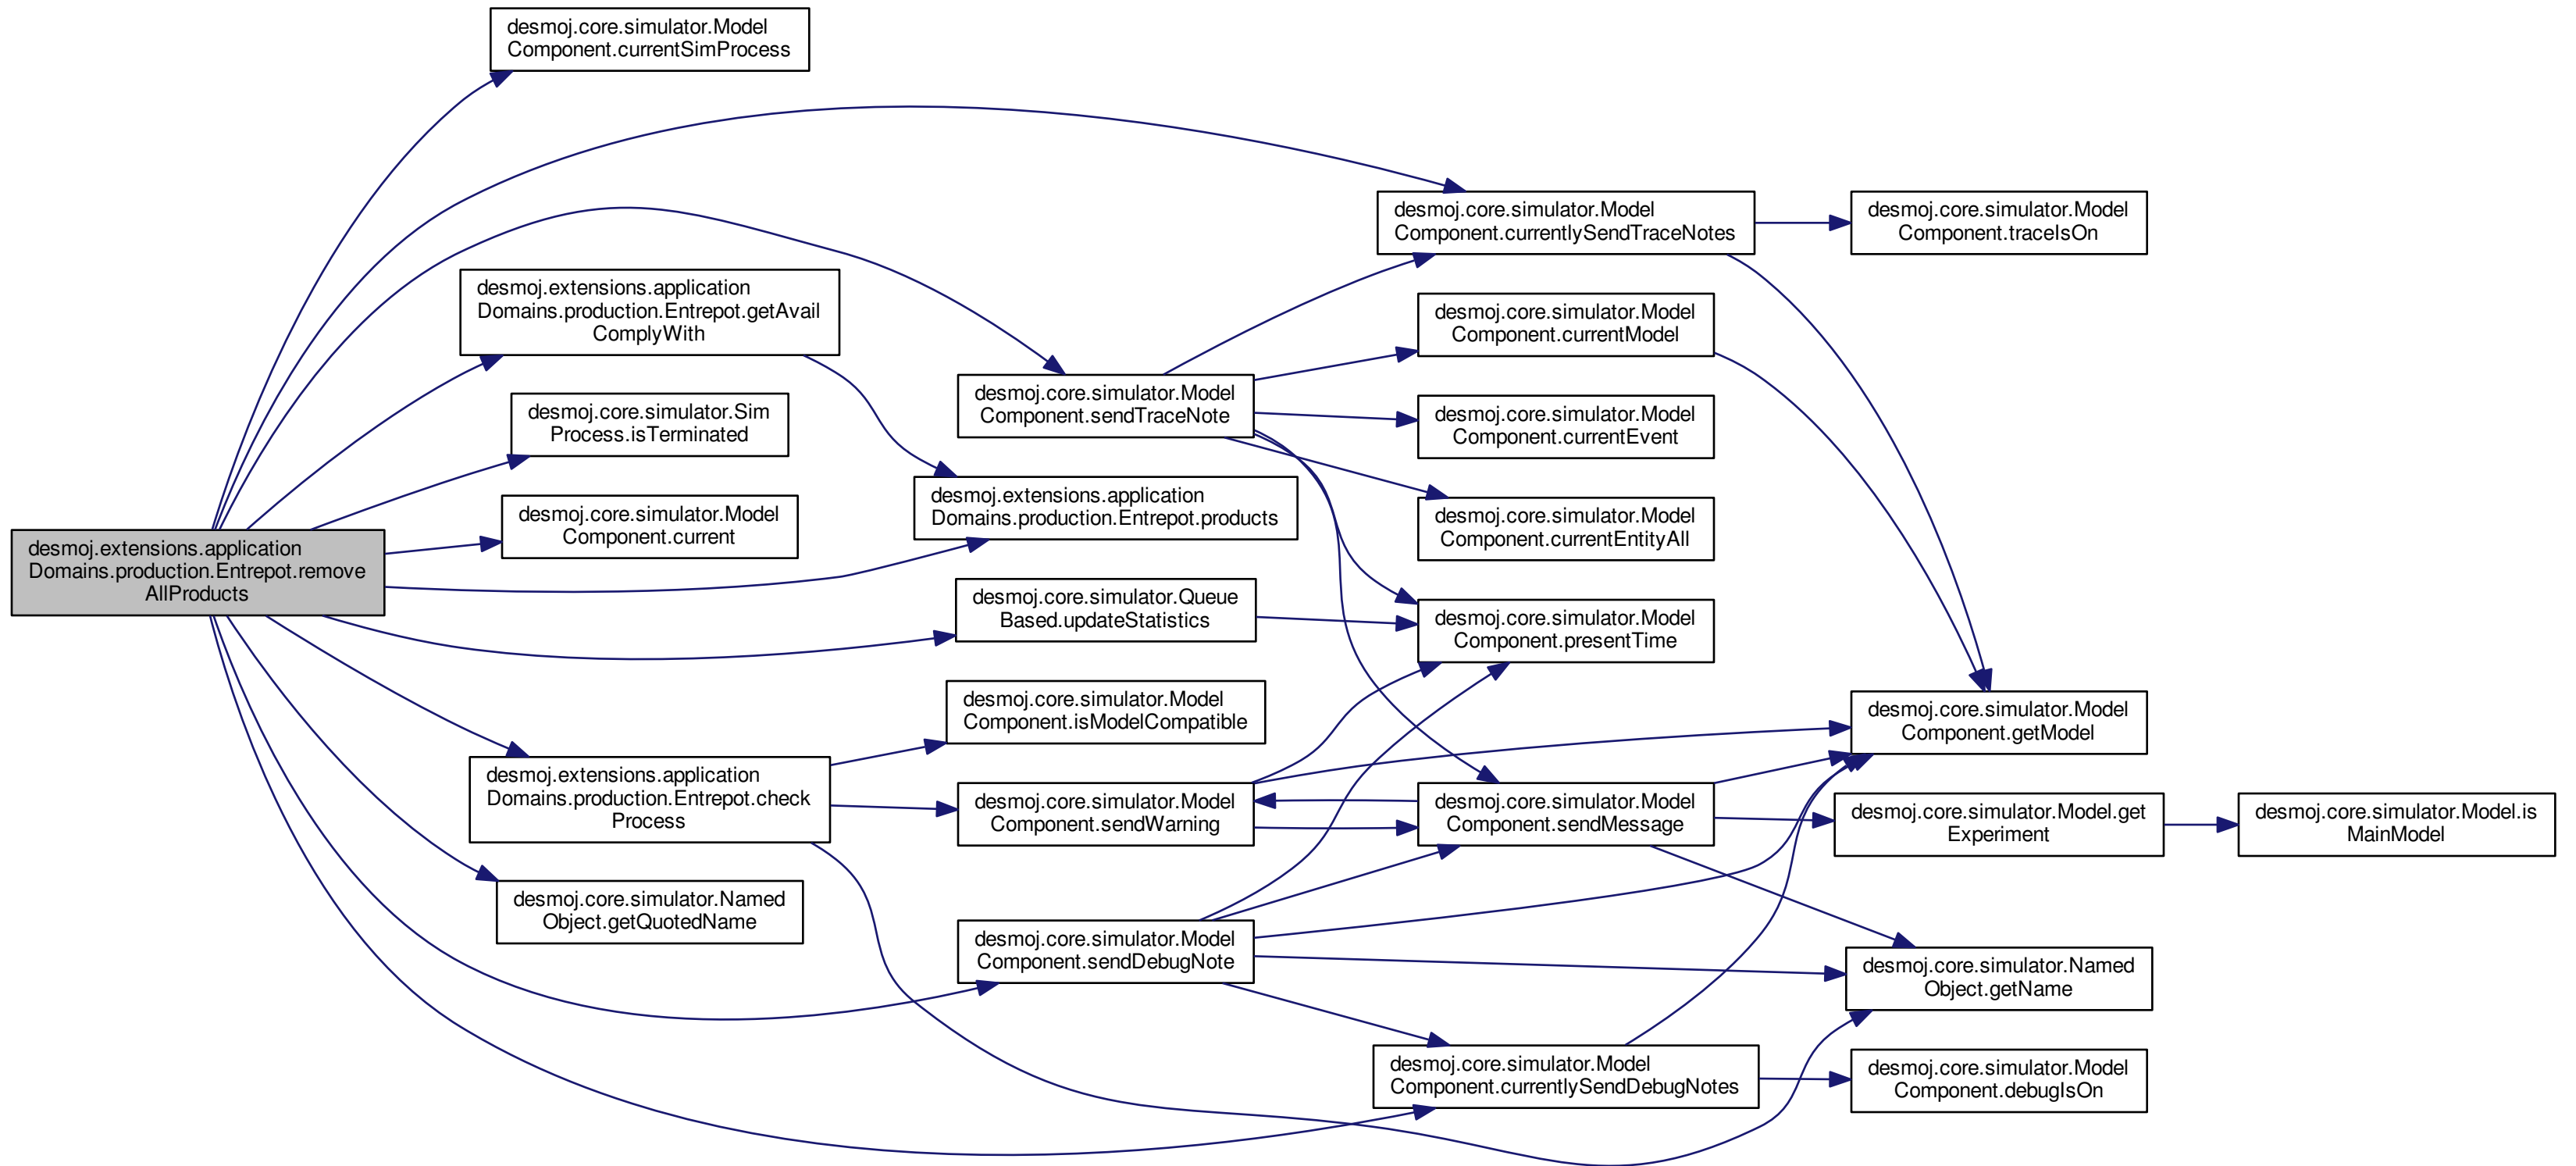 desmoj.core.simulator.Model
Component.currentSimProcess
desmoj.core.simulator.Model
Component.currentlySendTraceNotes
desmoj.core.simulator.Model
Component.traceIsOn
desmoj.extensions.application
Domains.production.Entrepot.getAvail
ComplyWith
desmoj.core.simulator.Model
Component.currentModel
desmoj.core.simulator.Sim
Process.isTerminated
desmoj.core.simulator.Model
Component.sendTraceNote
desmoj.core.simulator.Model
Component.currentEvent
desmoj.core.simulator.Model
Component.current
desmoj.extensions.application
Domains.production.Entrepot.products
desmoj.core.simulator.Model
Component.currentEntityAll
desmoj.extensions.application
Domains.production.Entrepot.remove
AllProducts
desmoj.core.simulator.Queue
Based.updateStatistics
desmoj.core.simulator.Model
Component.presentTime
desmoj.core.simulator.Model
Component.isModelCompatible
desmoj.core.simulator.Model
Component.getModel
desmoj.extensions.application
Domains.production.Entrepot.check
Process
desmoj.core.simulator.Model
Component.sendWarning
desmoj.core.simulator.Model
Component.sendMessage
desmoj.core.simulator.Model.get
Experiment
desmoj.core.simulator.Model.is
MainModel
desmoj.core.simulator.Named
Object.getQuotedName
desmoj.core.simulator.Model
Component.sendDebugNote
desmoj.core.simulator.Named
Object.getName
desmoj.core.simulator.Model
Component.currentlySendDebugNotes
desmoj.core.simulator.Model
Component.debugIsOn